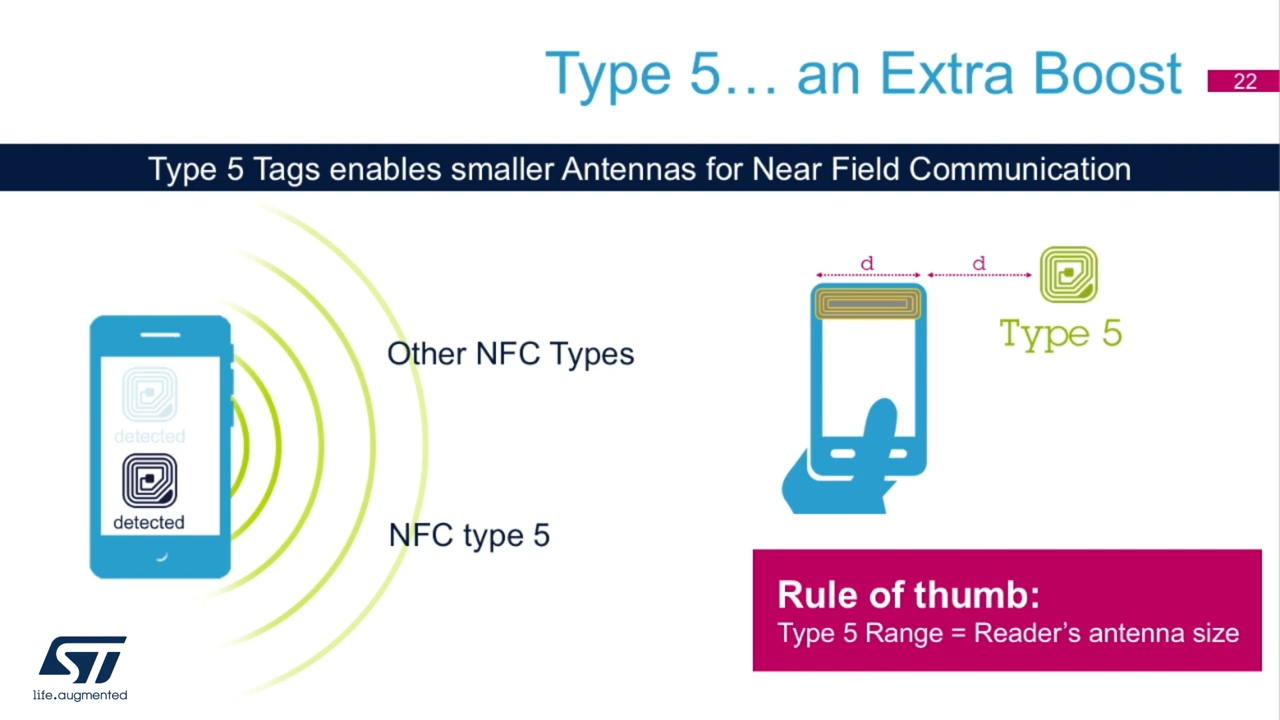 Type 5… an Extra Boost
22
Type 5 Tags enables smaller Antennas for Near Field Communication
Other NFC Types
NFC type 5
detected
detected
d
d
Type 5
Rule of thumb:
Type 5 Range = Reader's antenna size
ST
life.augmented